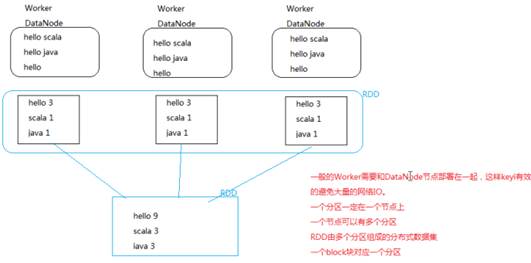 Worker
DataNode
hello scala
hello java
hello
Worker
DataNode
hello scala
hello java
hello
Worker
DataNode
hello scala
hello java
hello
RDD
hello 3
scala 1
java 1
hello 3
scala 1
java 1
hello 3
scala 1
java 1
RDD
hello 9
scala 3
java 3
一般的Worker需要和DataNode节点部署在一起，这样keyi有效
的避免大量的网络IO。
一个分区一定在一个节点上
一个节点可以有多个分区
RDD由多个分区组成的分布式数据集
一个block块对应一个分区